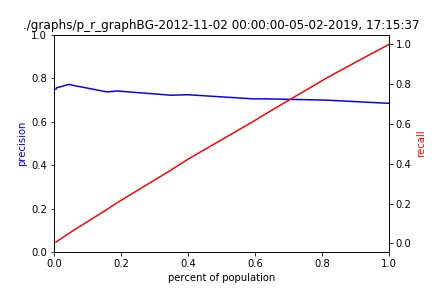 ./graphs/p_r_graphBG-2012-11-02 00:00:00-05-02-2019, 17:15:37
1.0
0.8
0.6
0.4
0.2
0.0
precision
1.0
0.8
0.6
0.4
0.2
0.0
recall
0.0 0.2 0.4 0.6 0.8 1.0
percent of population